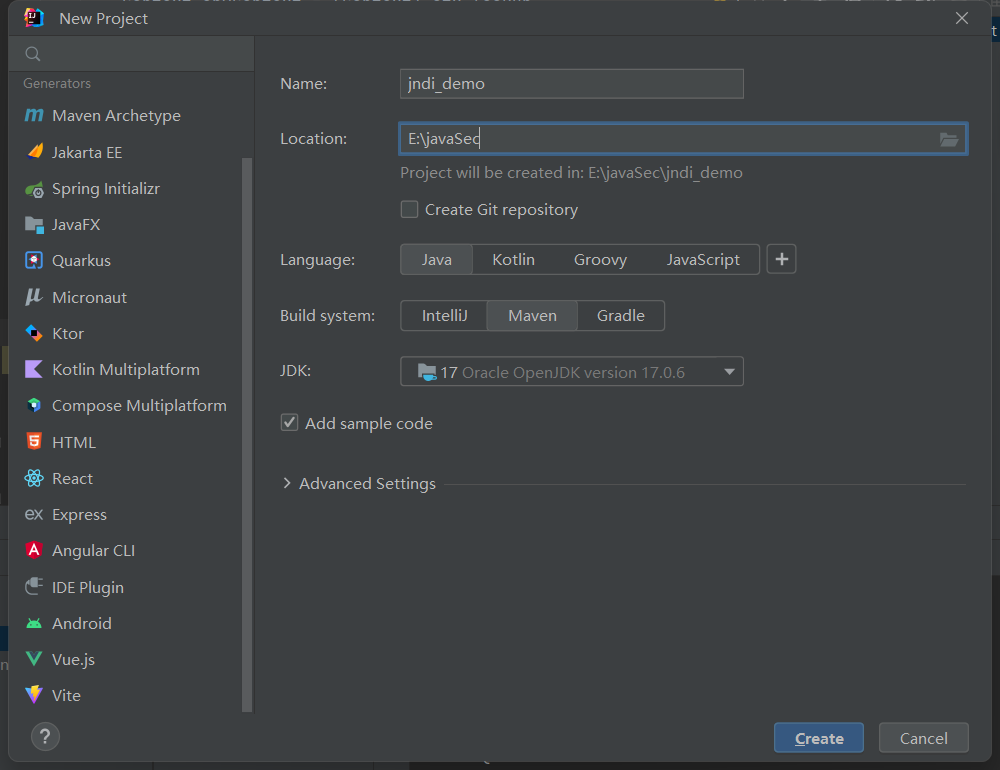 New Project
Generators
Maven Archetype
Jakarta EE
Spring Initializr
JavaFX
Quarkus
Micronaut
Ktor
Kotlin Multiplatform
Compose Multiplatform
HTML
React
Express
Angular CLI
IDE Plugin
Android
Vue.js
Vite
Name: jndi_demo
Location: E:\javaSec
Project will be created in: E:\javaSec\jndi_demo
Create Git repository
Language: Java Kotlin Groovy JavaScript +
Build system: IntelliJ Maven Gradle
JDK: 17 Oracle OpenJDK version 17.0.6
Add sample code
Advanced Settings
? Create Cancel